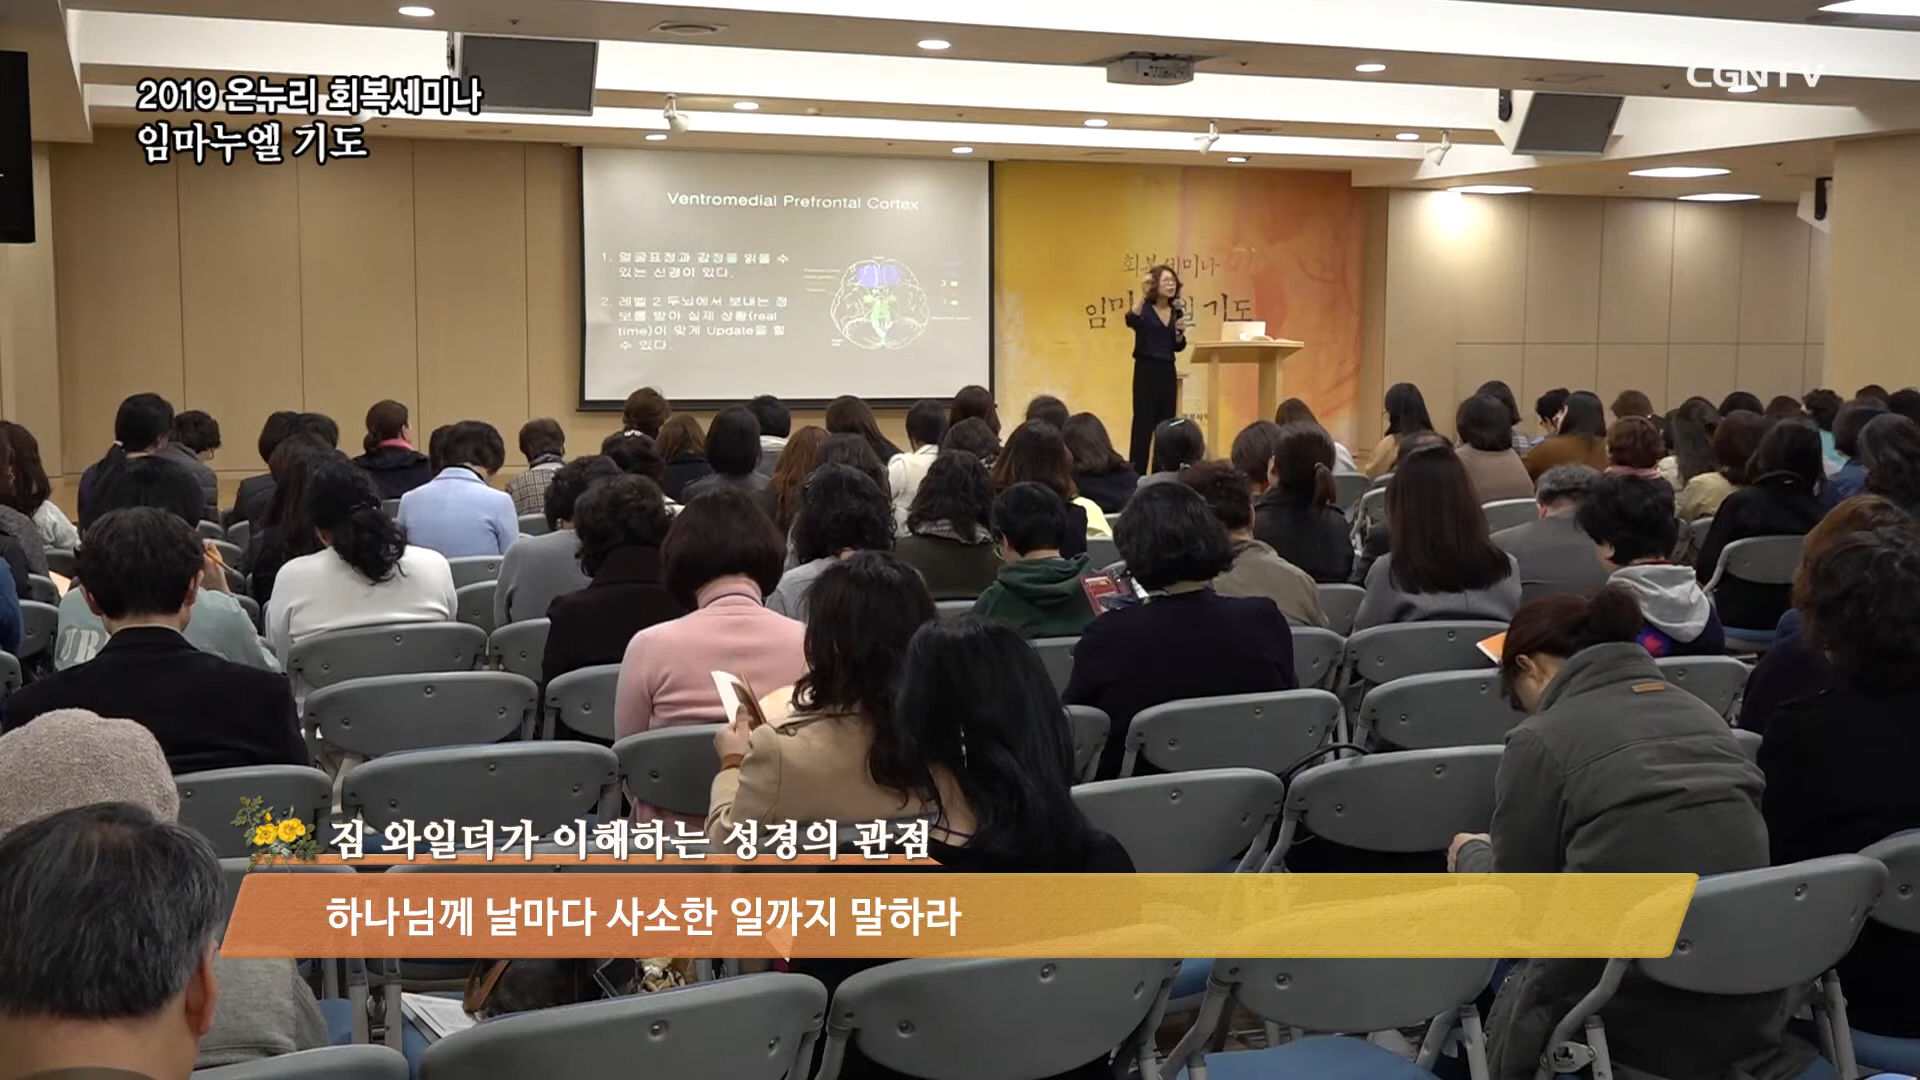 2019 온누리 회복세미나
임마누엘 기도
CGNTV
Ventromedial Prefrontal Cortex
1. 얼굴표정과 감정을 읽을 수
있는 신경이 있다.
2. 레벨 2 두뇌에서 보내는 정
보를 받아 실제 상황(real
time)이 맞게 Update을 할
수 있다.
회복세미나
임마 엘 기도
짐 와일더가 이해하는 성경의 관점
하나님께 날마다 사소한 일까지 말하라